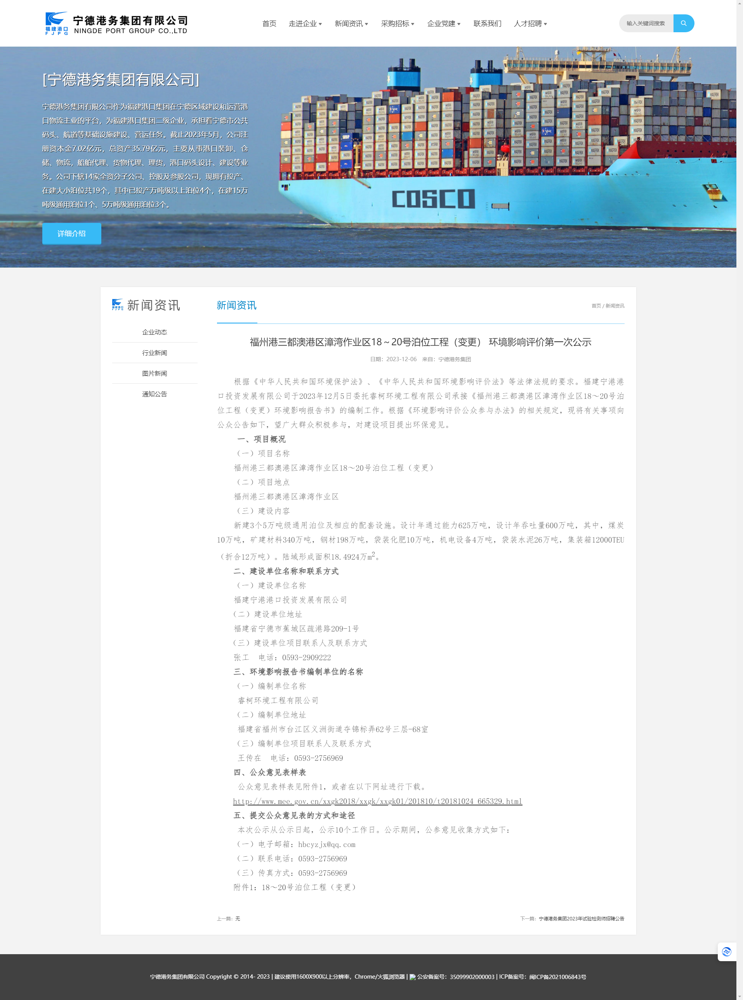 福建港口
FJPG
宁德港务集团有限公司
NINGDE PORT GROUP CO.,LTD
首页
走进企业
新闻资讯
采购招标
企业党建
联系我们
人才招聘
输入关键词搜索
[宁德港务集团有限公司]
宁德港务集团有限公司作为福建港口集团在宁德区域建设和运营港
口物流主业的平台，为福建港口集团二级企业，承担着宁德市公共
码头、航道等基础设施建设、营运任务。截止2023年5月，公司注
册资本金7.02亿元，总资产35.79亿元，主要从事港口装卸、仓
储、物流，船舶代理、货物代理、理货，港口码头设计、建设等业
务。公司下辖14家全资分子公司、控股及参股公司，现拥有投产、
在建大小泊位共19个，其中已投产万吨级以上泊位4个，在建15万
吨级通用泊位1个、5万吨级通用泊位3个。
详细介绍
COSCO
福建港口
FJPG
新闻资讯
企业动态
行业新闻
图片新闻
通知公告
新闻资讯
首页 / 新闻资讯
福州港三都澳港区漳湾作业区18～20号泊位工程（变更） 环境影响评价第一次公示
日期：2023-12-06 来自：宁德港务集团
根据《中华人民共和国环境保护法》、《中华人民共和国环境影响评价法》等法律法规的要求。福建宁港港
口投资发展有限公司于2023年12月5日委托睿柯环境工程有限公司承接《福州港三都澳港区漳湾作业区18～20号泊
位工程（变更）环境影响报告书》的编制工作。根据《环境影响评价公众参与办法》的相关规定，现将有关事项向
公众公告如下，望广大群众积极参与，对建设项目提出环保意见。
一、项目概况
（一）项目名称
福州港三都澳港区漳湾作业区18～20号泊位工程（变更）
（二）项目地点
福州港三都澳港区漳湾作业区
（三）建设内容
新建3个5万吨级通用泊位及相应的配套设施。设计年通过能力625万吨，设计年吞吐量600万吨，其中，煤炭
10万吨，矿建材料340万吨，钢材198万吨，袋装化肥10万吨，机电设备4万吨，袋装水泥26万吨，集装箱12000TEU
（折合12万吨）。陆域形成面积18.4924万m²。
二、建设单位名称和联系方式
（一）建设单位名称
福建宁港港口投资发展有限公司
（二）建设单位地址
福建省宁德市蕉城区疏港路209-1号
（三）建设单位项目联系人及联系方式
张工 电话：0593-2909222
三、环境影响报告书编制单位的名称
（一）编制单位名称
睿柯环境工程有限公司
（二）编制单位地址
福建省福州市台江区义洲街道夺锦标弄62号三层-68室
（三）编制单位项目联系人及联系方式
王传在 电话：0593-2756969
四、公众意见表样表
公众意见表样表见附件1，或者在以下网址进行下载。
http://www.mee.gov.cn/xxgk2018/xxgk/xxgk01/201810/t20181024_665329.html
五、提交公众意见表的方式和途径
本次公示从公示日起，公示10个工作日。公示期间，公参意见收集方式如下：
（一）电子邮箱：hbcyzjx@qq.com
（二）联系电话：0593-2756969
（三）传真方式：0593-2756969
附件1：18～20号泊位工程（变更）
上一篇：无
下一篇：宁德港务集团2023年试验检测师招聘公告
宁德港务集团有限公司 Copyright © 2014- 2023 | 建议使用1600X900以上分辨率，Chrome/火狐浏览器 | 公安备案号：35099902000003 | ICP备案号：闽ICP备2021006843号